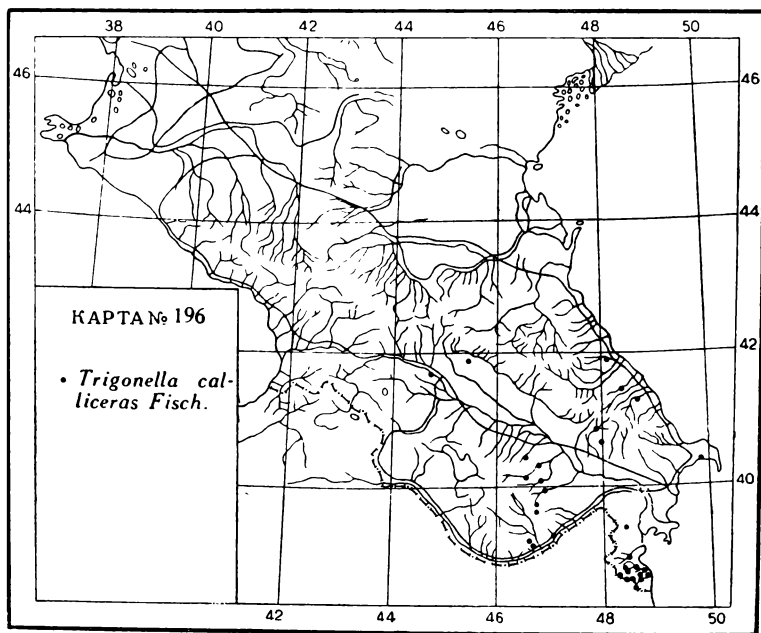 38 40 42 44 46 48 50
46 46
44 44
КАРТА № 196
42
• Trigonella cal-
liceras Fisch.
40
42 44 46 48 50